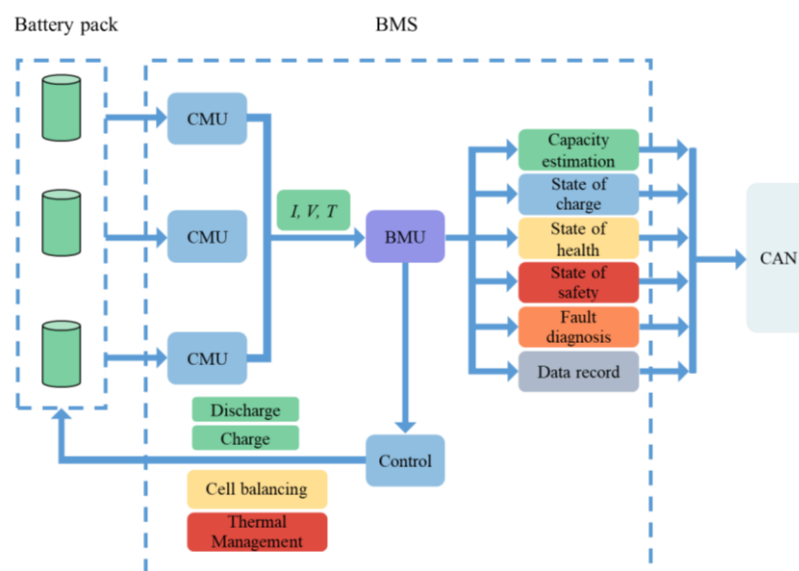 Battery pack
BMS
CMU
CMU
CMU
I, V, T
BMU
Capacity
estimation
State of
charge
State of
health
State of
safety
Fault
diagnosis
Data record
CAN
Discharge
Charge
Control
Cell balancing
Thermal
Management